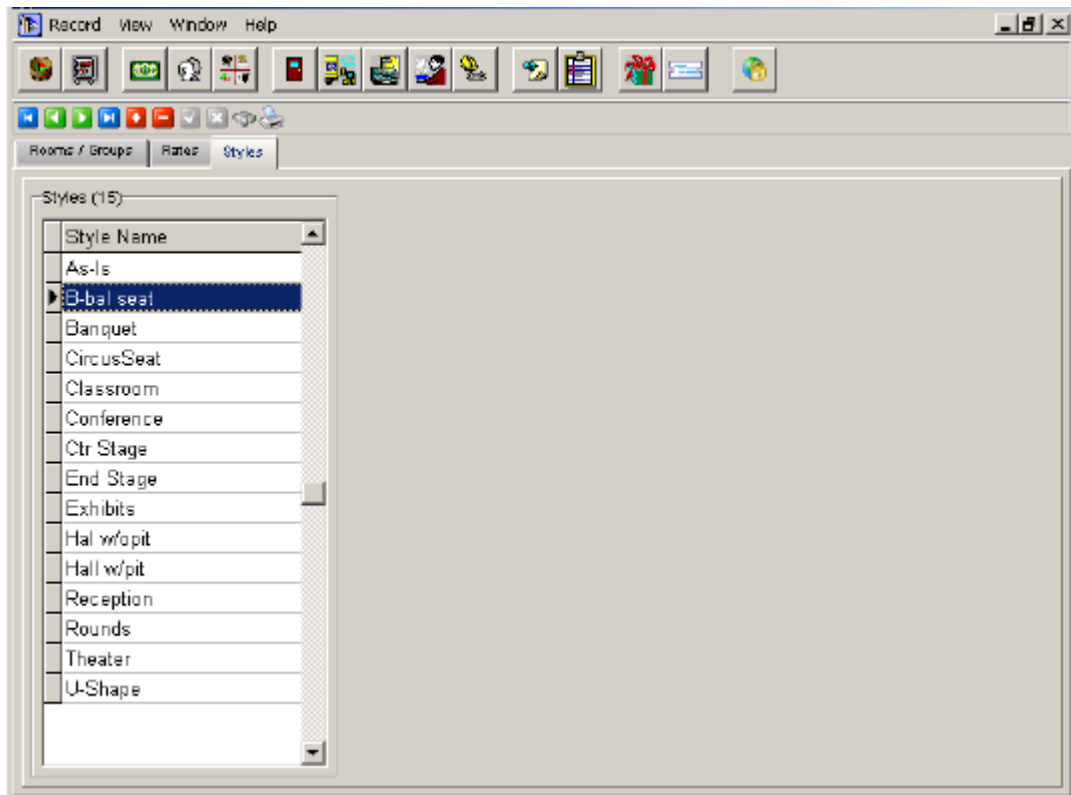 Record View Window Help
Rooms / Groups Rates Styles
Styles (15)
Style Name
As-Is
B-bal seat
Banquet
CircusSeat
Classroom
Conference
Ctr Stage
End Stage
Exhibits
Hal w/opit
Hall w/pit
Reception
Rounds
Theater
U-Shape